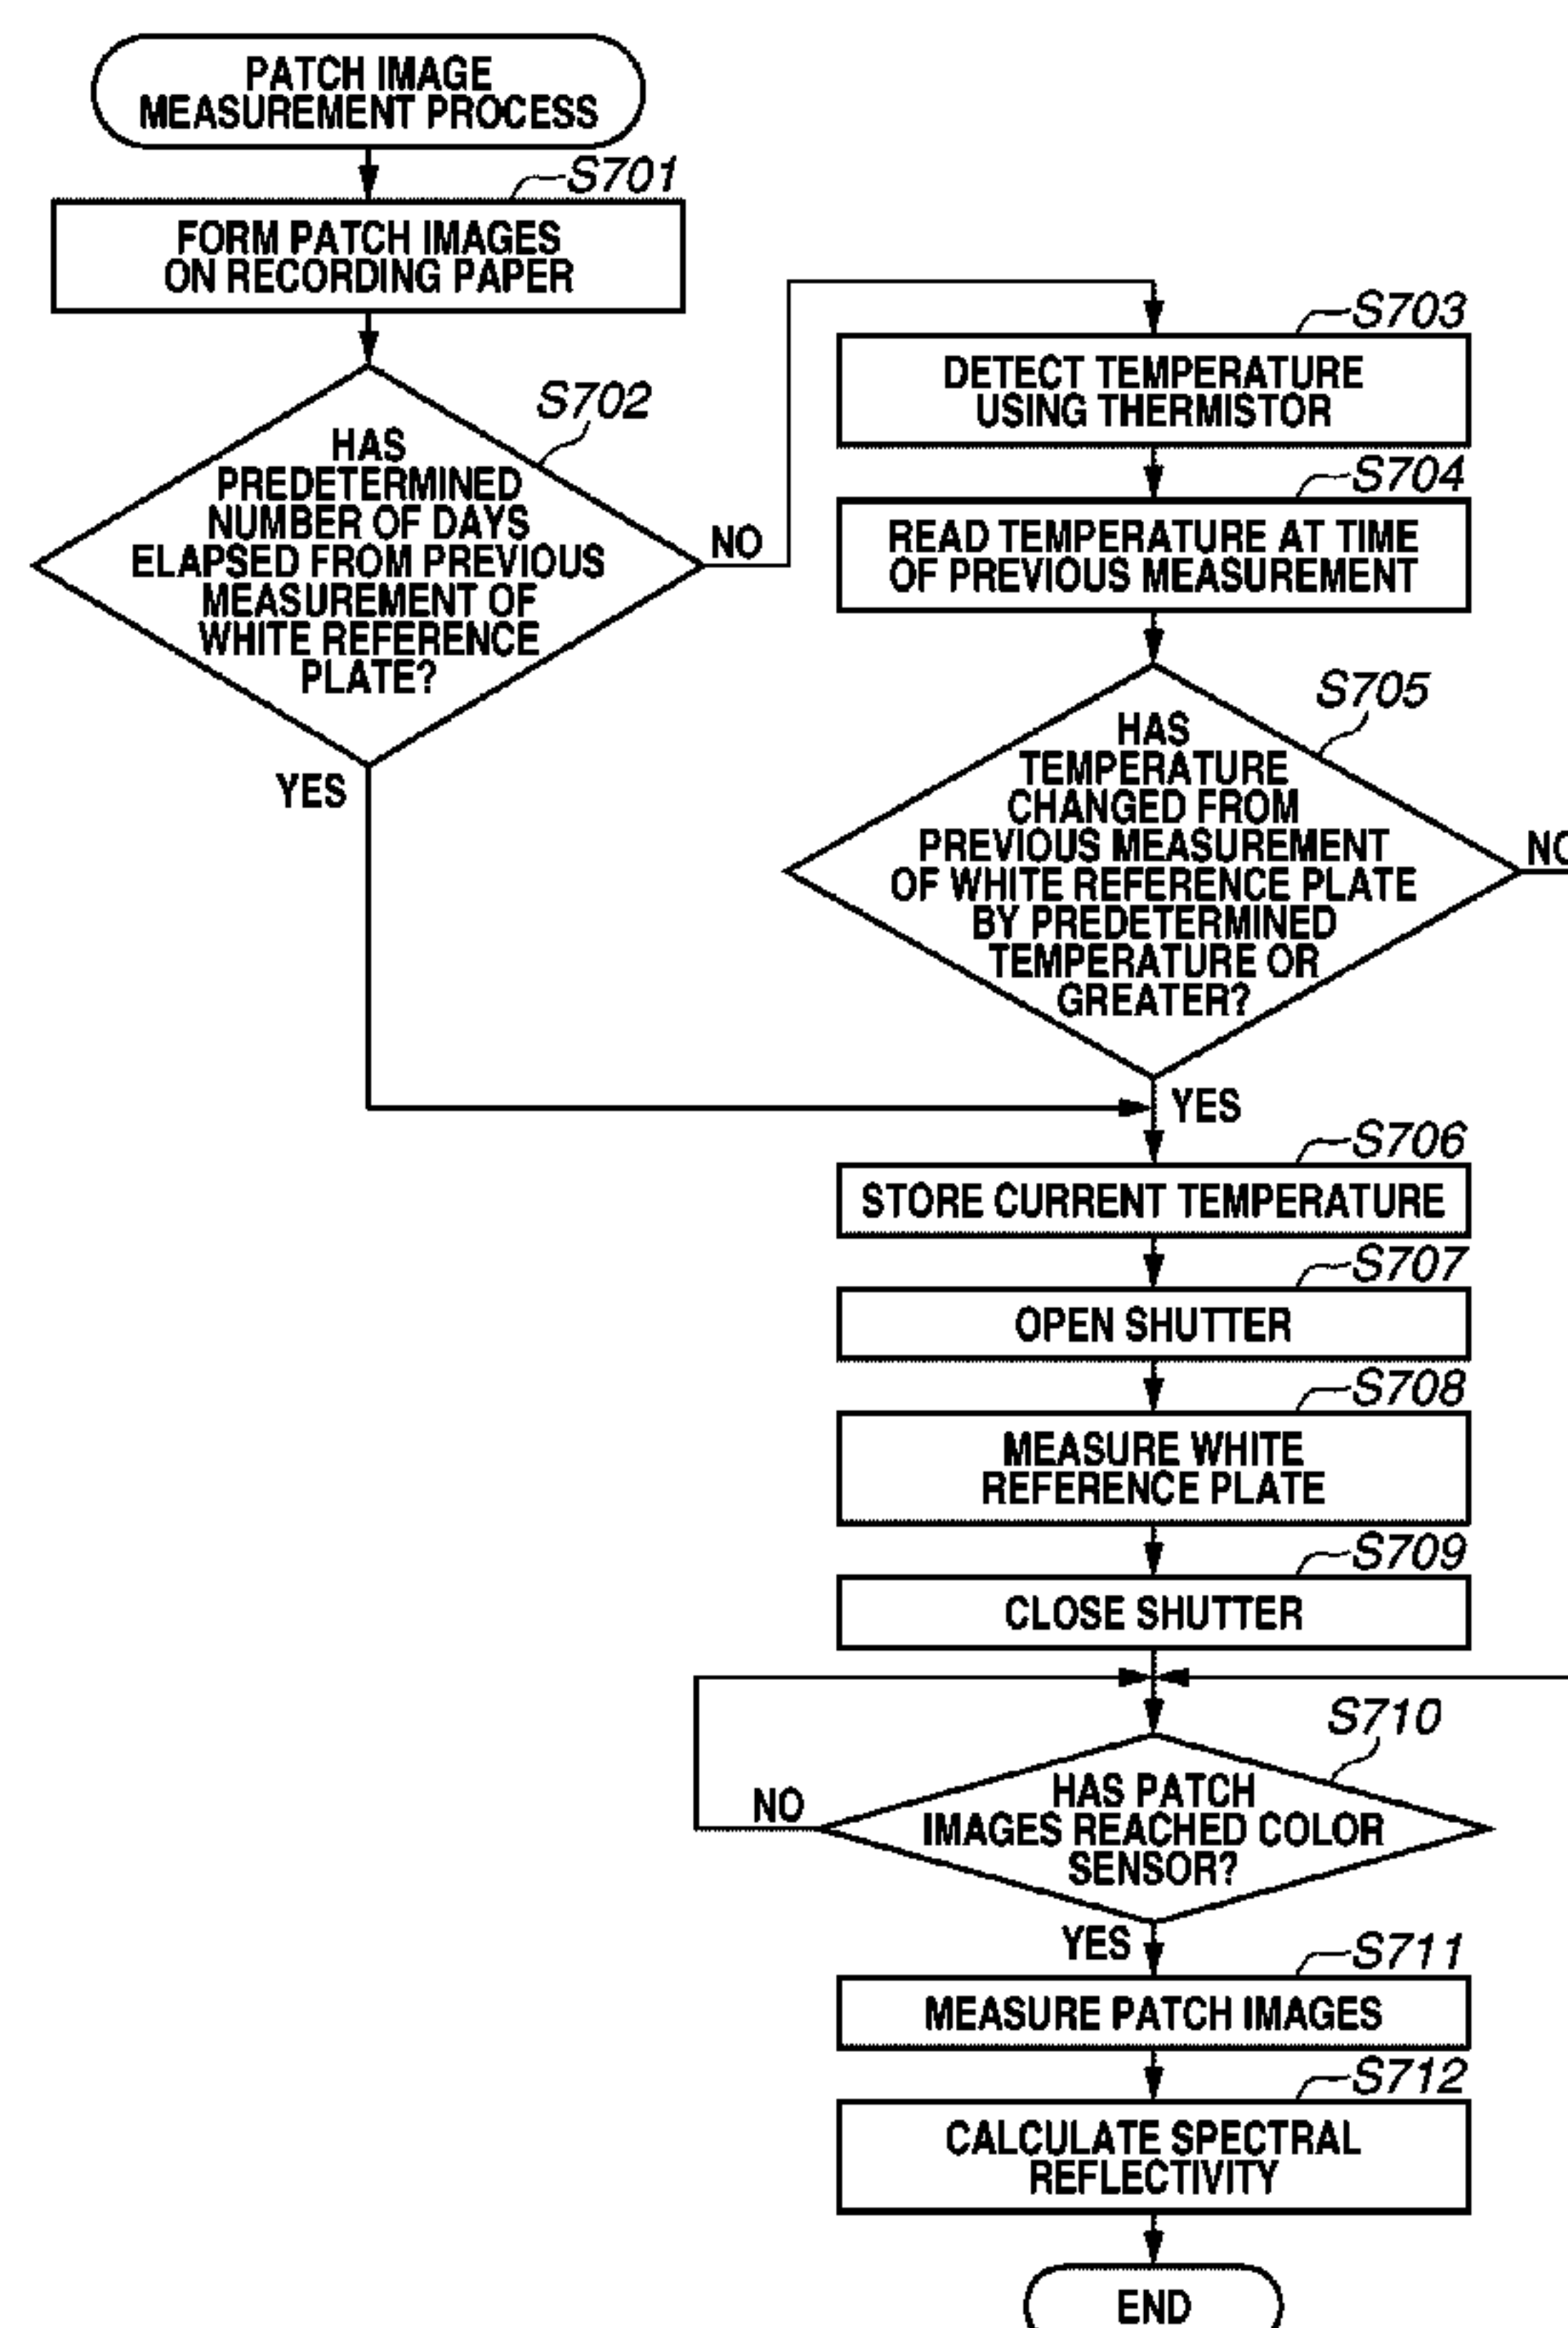 PATCH IMAGE
MEASUREMENT PROCESS
S701
FORM PATCH IMAGES
ON RECORDING PAPER
S702
HAS
PREDETERMINED
NUMBER OF DAYS
ELAPSED FROM PREVIOUS
MEASUREMENT OF
WHITE REFERENCE
PLATE?
NO
YES
S703
DETECT TEMPERATURE
USING THERMISTOR
S704
READ TEMPERATURE AT TIME
OF PREVIOUS MEASUREMENT
S705
HAS
TEMPERATURE
CHANGED FROM
PREVIOUS MEASUREMENT
OF WHITE REFERENCE PLATE
BY PREDETERMINED
TEMPERATURE OR
GREATER?
NO
YES
S706
STORE CURRENT TEMPERATURE
S707
OPEN SHUTTER
S708
MEASURE WHITE
REFERENCE PLATE
S709
CLOSE SHUTTER
S710
HAS PATCH
IMAGES REACHED COLOR
SENSOR?
NO
YES
S711
MEASURE PATCH IMAGES
S712
CALCULATE SPECTRAL
REFLECTIVITY
END